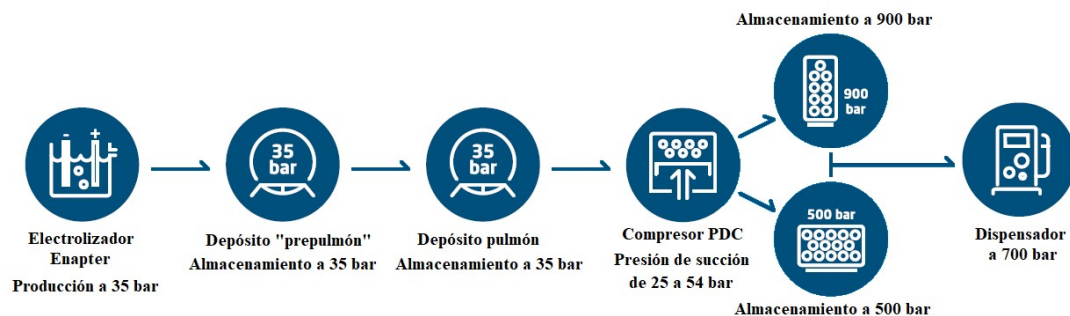 Almacenamiento a 900 bar
900
bar
35
bar
35
bar
500 bar
Electrolizador
Enapter
Producción a 35 bar
Depósito "prepulmón"
Almacenamiento a 35 bar
Depósito pulmón
Almacenamiento a 35 bar
Compresor PDC
Presión de succión
de 25 a 54 bar
Dispensador
a 700 bar
Almacenamiento a 500 bar